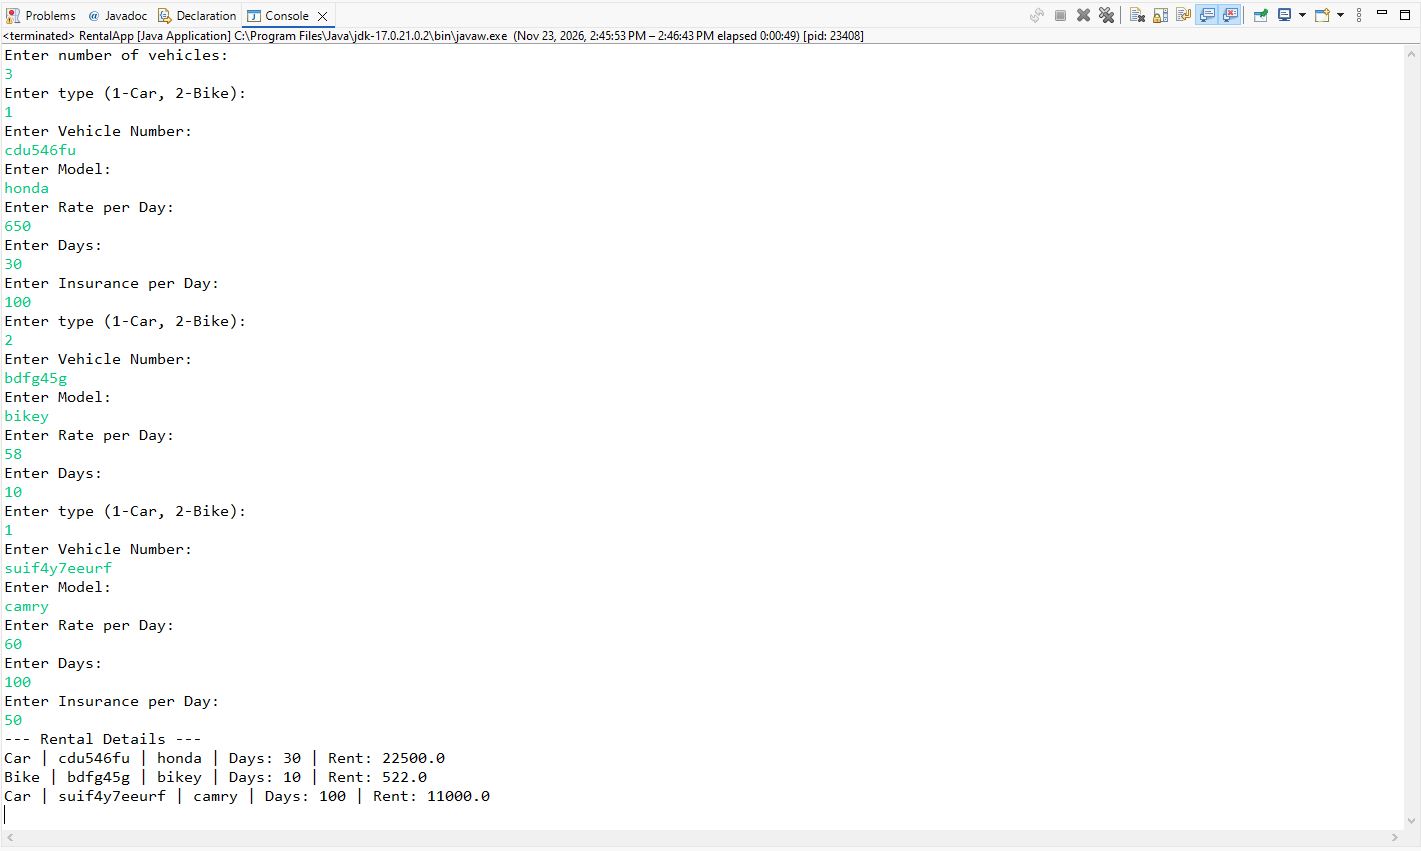 Problems @ Javadoc Declaration Console
<terminated> RentalApp [Java Application] C:\Program Files\Java\jdk-17.0.21.0.2\bin\javaw.exe (Nov 23, 2026, 2:45:53 PM – 2:46:43 PM elapsed 0:00:49) [pid: 23408]
Enter number of vehicles:
3
Enter type (1-Car, 2-Bike):
1
Enter Vehicle Number:
cdu546fu
Enter Model:
honda
Enter Rate per Day:
650
Enter Days:
30
Enter Insurance per Day:
100
Enter type (1-Car, 2-Bike):
2
Enter Vehicle Number:
bdfg45g
Enter Model:
bikey
Enter Rate per Day:
58
Enter Days:
10
Enter type (1-Car, 2-Bike):
1
Enter Vehicle Number:
suif4y7eeurf
Enter Model:
camry
Enter Rate per Day:
60
Enter Days:
100
Enter Insurance per Day:
50
--- Rental Details ---
Car | cdu546fu | honda | Days: 30 | Rent: 22500.0
Bike | bdfg45g | bikey | Days: 10 | Rent: 522.0
Car | suif4y7eeurf | camry | Days: 100 | Rent: 11000.0